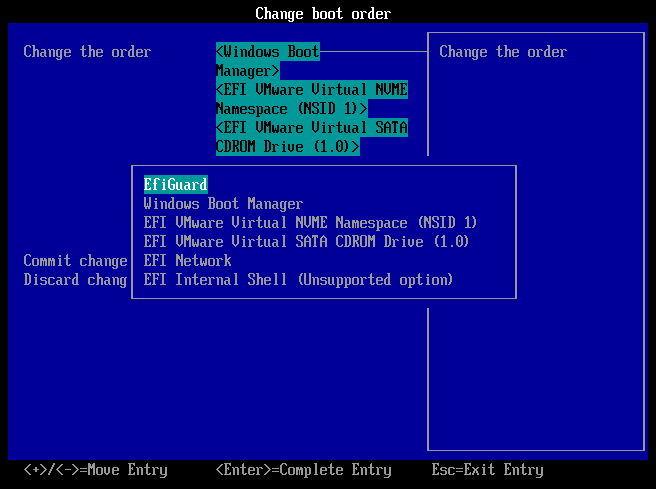 Change boot order
Change the order
<Windows Boot
Manager>
<EFI VMware Virtual NVME
Namespace (NSID 1)>
<EFI VMware Virtual SATA
CDROM Drive (1.0)>
Change the order
EfiGuard
Windows Boot Manager
EFI VMware Virtual NVME Namespace (NSID 1)
EFI VMware Virtual SATA CDROM Drive (1.0)
EFI Network
EFI Internal Shell (Unsupported option)
Commit change
Discard chang
<+>/<->=Move Entry
<Enter>=Complete Entry
Esc=Exit Entry